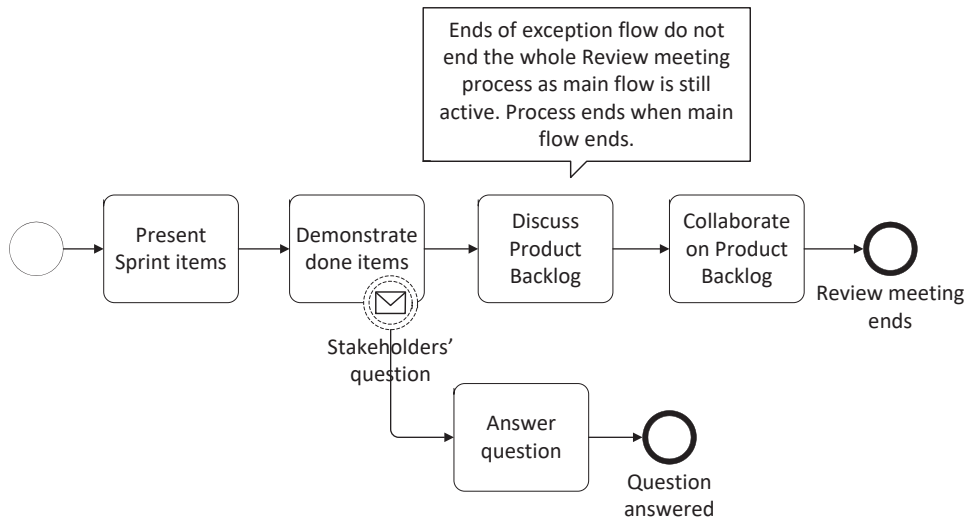 Ends of exception flow do not
end the whole Review meeting
process as main flow is still
active. Process ends when main
flow ends.
Present
Sprint items
Demonstrate
done items
Discuss
Product
Backlog
Collaborate
on Product
Backlog
Review meeting
ends
Stakeholders’
question
Answer
question
Question
answered